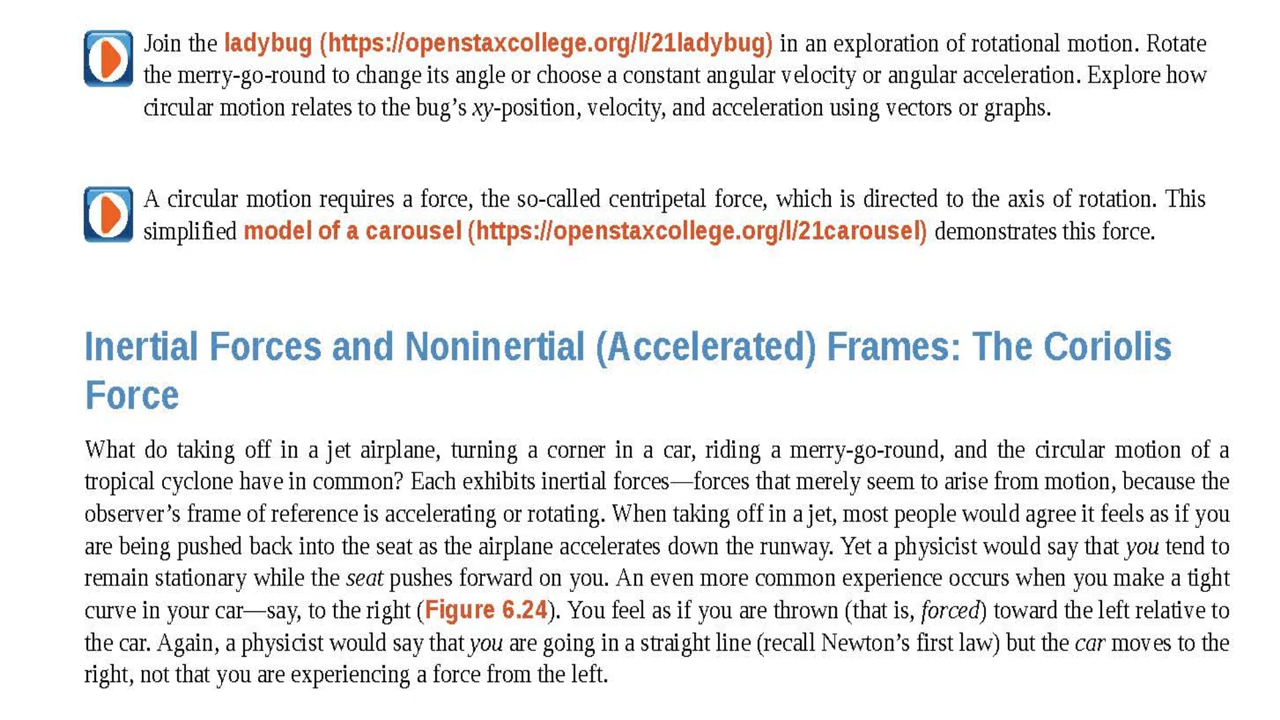 Join the ladybug (https://openstaxcollege.org/l/21ladybug) in an exploration of rotational motion. Rotate
the merry-go-round to change its angle or choose a constant angular velocity or angular acceleration. Explore how
circular motion relates to the bug’s xy-position, velocity, and acceleration using vectors or graphs.
A circular motion requires a force, the so-called centripetal force, which is directed to the axis of rotation. This
simplified model of a carousel (https://openstaxcollege.org/l/21carousel) demonstrates this force.
Inertial Forces and Noninertial (Accelerated) Frames: The Coriolis
Force
What do taking off in a jet airplane, turning a corner in a car, riding a merry-go-round, and the circular motion of a
tropical cyclone have in common? Each exhibits inertial forces—forces that merely seem to arise from motion, because the
observer’s frame of reference is accelerating or rotating. When taking off in a jet, most people would agree it feels as if you
are being pushed back into the seat as the airplane accelerates down the runway. Yet a physicist would say that you tend to
remain stationary while the seat pushes forward on you. An even more common experience occurs when you make a tight
curve in your car—say, to the right (Figure 6.24). You feel as if you are thrown (that is, forced) toward the left relative to
the car. Again, a physicist would say that you are going in a straight line (recall Newton’s first law) but the car moves to the
right, not that you are experiencing a force from the left.